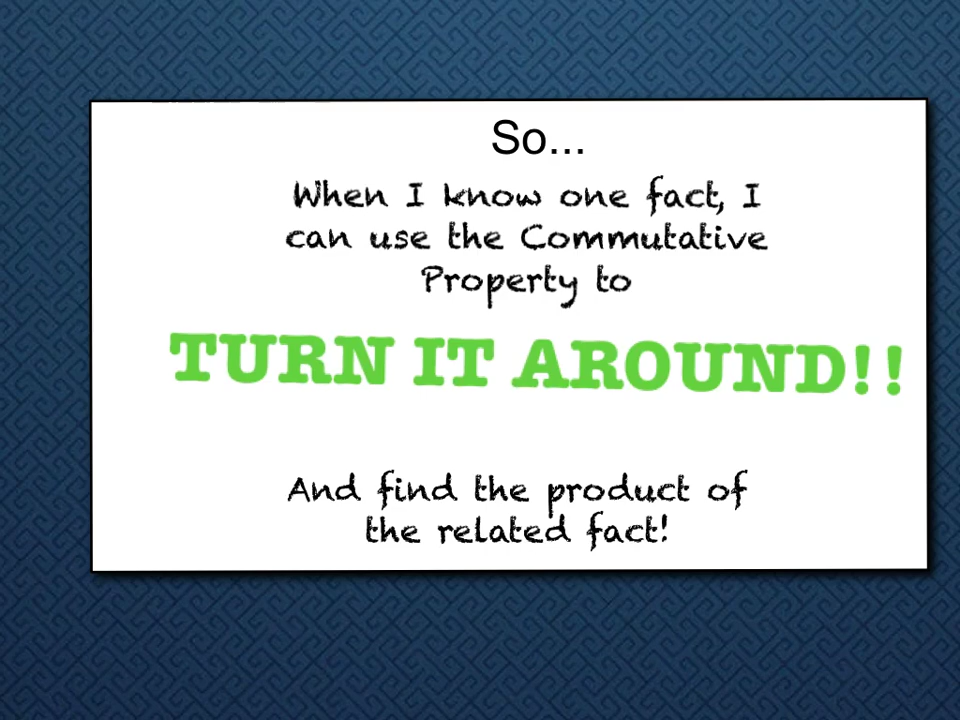 So...
When I know one fact, I
can use the Commutative
Property to
TURN IT AROUND!!
And find the product of
the related fact!